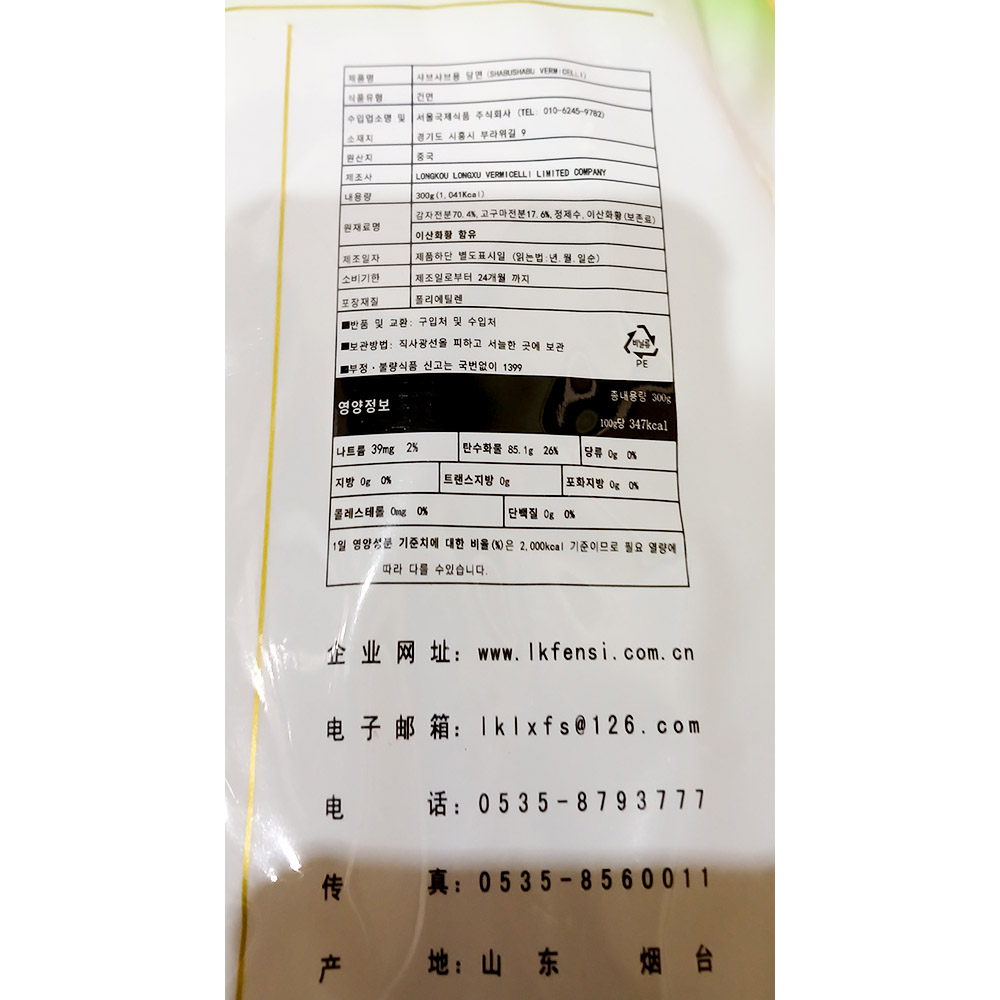 제품명 샤브샤브용 당면 (SHABUSHABU VERMICELLI)
식품유형 건면
수입업소명 및 소재지 서울국제식품 주식회사 (TEL: 010-6245-9782)
경기도 시흥시 부라위길 9
원산지 중국
제조사 LONGKOU LONGXU VERMICELLI LIMITED COMPANY
내용량 300g(1,041Kcal)
원재료명 감자전분70.4%,고구마전분17.6%,정제수,이산화황(보존료)
이산화황 함유
제조일자 제품하단 별도표시일 (읽는법:년.월.일순)
소비기한 제조일로부터 24개월 까지
포장재질 폴리에틸렌
■반품 및 교환: 구입처 및 수입처
■보관방법: 직사광선을 피하고 서늘한 곳에 보관
비닐류
PE
■부정·불량식품 신고는 국번없이 1399
영양정보 총내용량 300g
100g당 347kcal
나트륨 39mg 2% 탄수화물 85.1g 26% 당류 0g 0%
지방 0g 0% 트랜스지방 0g 포화지방 0g 0%
콜레스테롤 0mg 0% 단백질 0g 0%
1일 영양성분 기준치에 대한 비율(%)은 2,000kcal 기준이므로 필요 열량에
따라 다를 수있습니다.
企业网址: www.lkfensi.com.cn
电子邮箱: lklxfs@126.com
电话: 0535-8793777
传真: 0535-8560011
产地: 山东 烟台